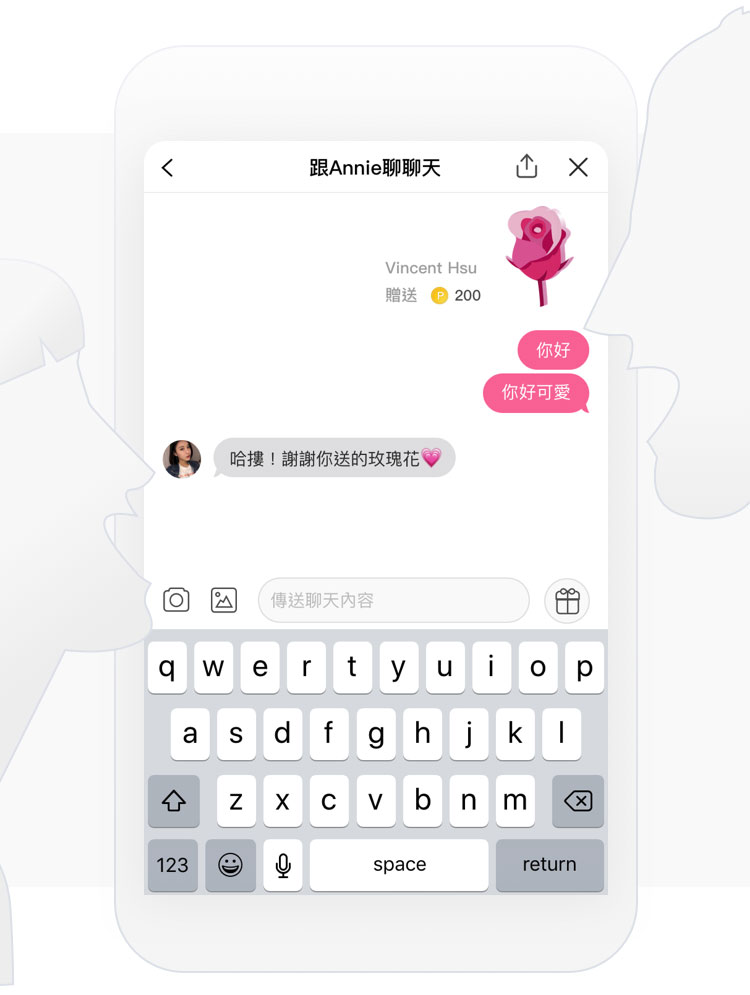 跟Annie聊聊天
Vincent Hsu
贈送 P 200
你好
你好可愛
哈摟！謝謝你送的玫瑰花💗
傳送聊天內容
q w e r t y u i o p
a s d f g h j k l
z x c v b n m
123 space return